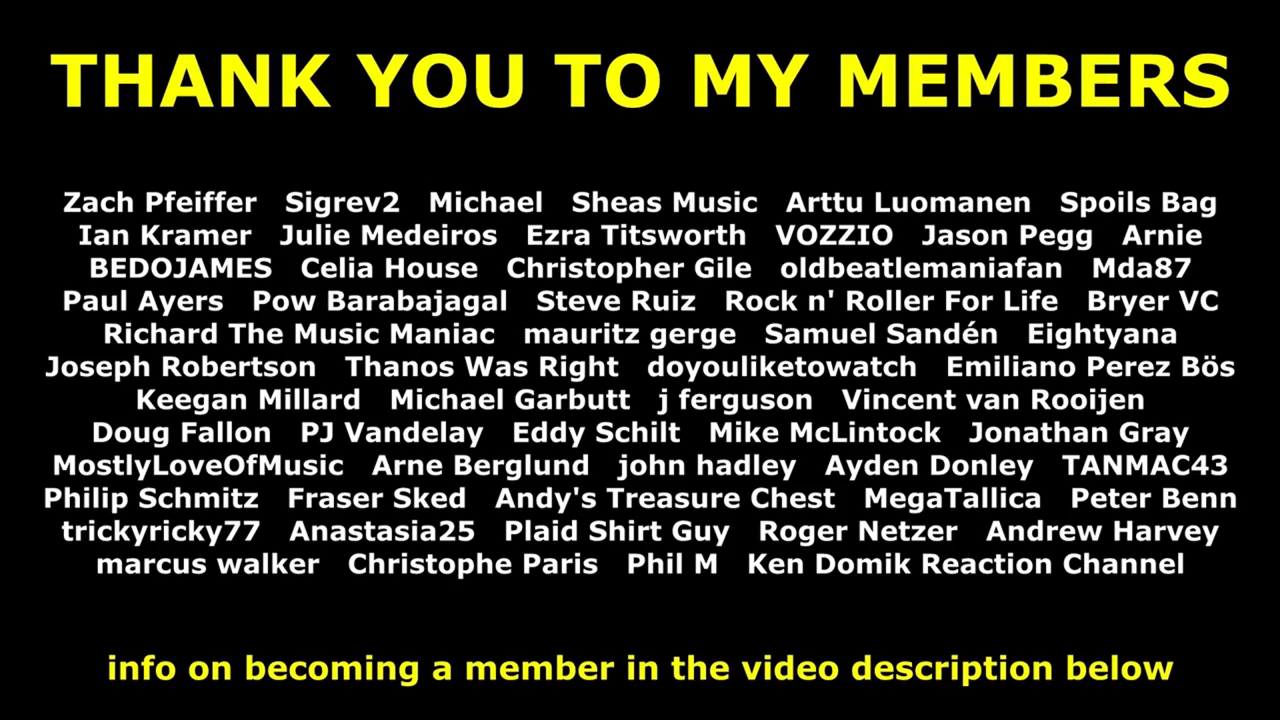 THANK YOU TO MY MEMBERS
Zach Pfeiffer Sigrev2 Michael Sheas Music Arttu Luomanen Spoils Bag
Ian Kramer Julie Medeiros Ezra Titsworth VOZZIO Jason Pegg Arnie
BEDOJAMES Celia House Christopher Gile oldbeatlemaniafan Mda87
Paul Ayers Pow Barabajagal Steve Ruiz Rock n' Roller For Life Bryer VC
Richard The Music Maniac mauritz gerge Samuel Sandén Eightyana
Joseph Robertson Thanos Was Right doyouliketowatch Emiliano Perez Bös
Keegan Millard Michael Garbutt j ferguson Vincent van Rooijen
Doug Fallon PJ Vandelay Eddy Schilt Mike McLintock Jonathan Gray
MostlyLoveOfMusic Arne Berglund john hadley Ayden Donley TANMAC43
Philip Schmitz Fraser Sked Andy's Treasure Chest MegaTallica Peter Benn
trickyricky77 Anastasia25 Plaid Shirt Guy Roger Netzer Andrew Harvey
marcus walker Christophe Paris Phil M Ken Domik Reaction Channel
info on becoming a member in the video description below